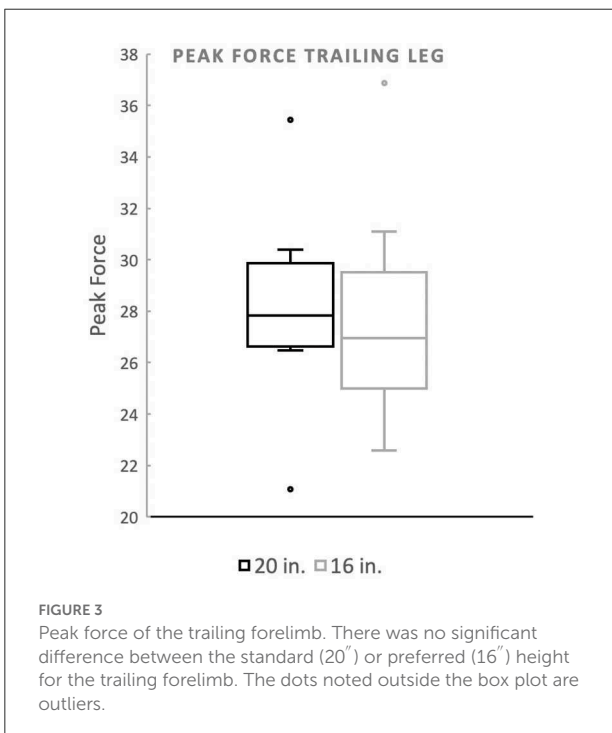 PEAK FORCE TRAILING LEG
38
36
34
32
30
28
26
24
22
20
Peak Force
20 in. 16 in.
FIGURE 3
Peak force of the trailing forelimb. There was no significant
difference between the standard (20″) or preferred (16″) height
for the trailing forelimb. The dots noted outside the box plot are
outliers.